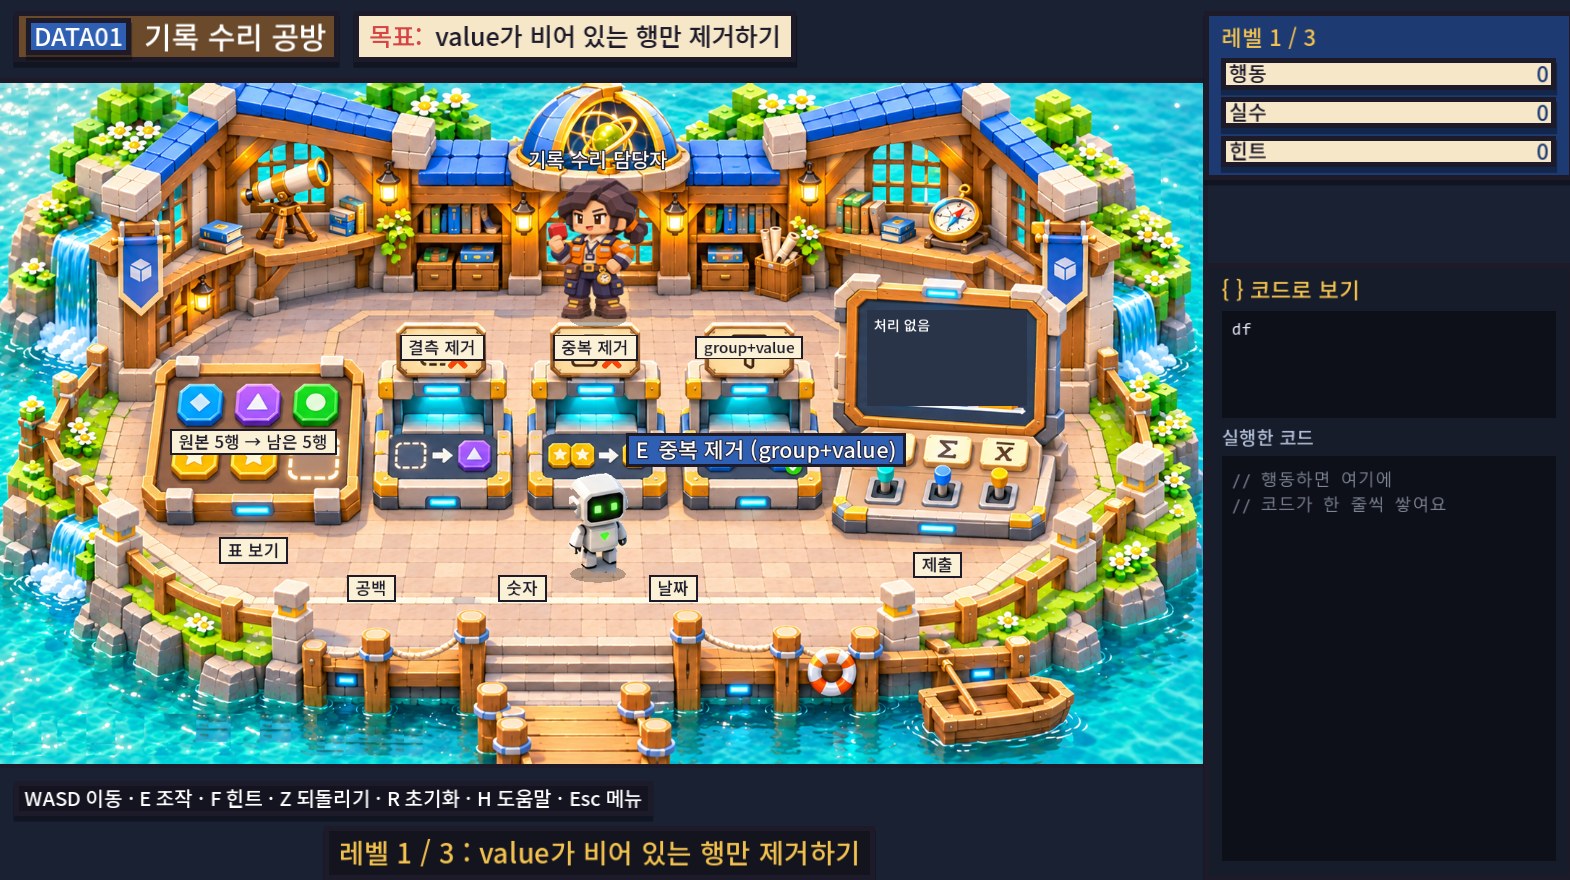 DATA01 기록 수리 공방
목표: value가 비어 있는 행만 제거하기
레벨 1 / 3
행동 0
실수 0
힌트 0
기록 수리 담당자
{ } 코드로 보기
df
처리 없음
결측 제거
중복 제거
group+value
원본 5행 → 남은 5행
E 중복 제거 (group+value)
Σ
x̅
실행한 코드
// 행동하면 여기에
// 코드가 한 줄씩 쌓여요
표 보기
제출
공백
숫자
날짜
WASD 이동 · E 조작 · F 힌트 · Z 되돌리기 · R 초기화 · H 도움말 · Esc 메뉴
레벨 1 / 3 : value가 비어 있는 행만 제거하기